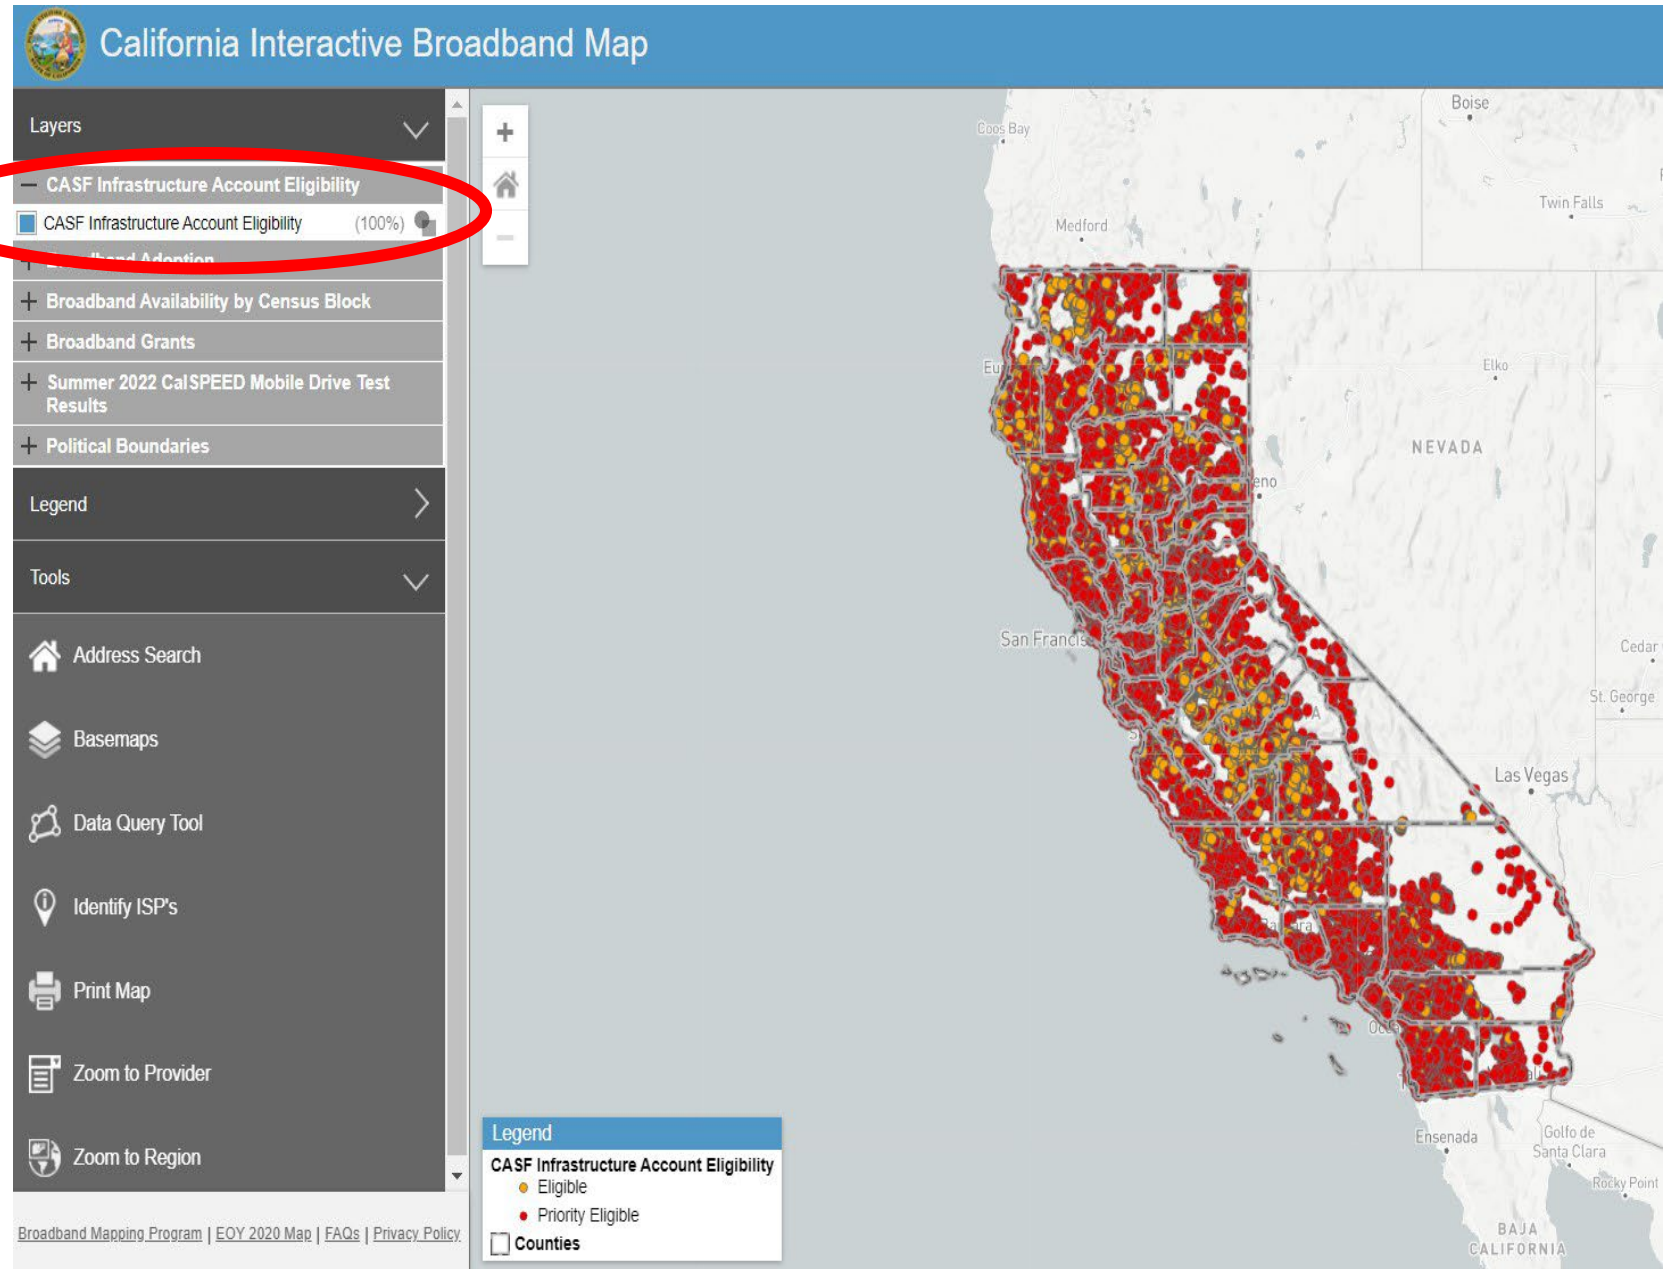 California Interactive Broadband Map
Layers
CASF Infrastructure Account Eligibility
CASF Infrastructure Account Eligibility (100%)
Broadband Adoption
Broadband Availability by Census Block
Broadband Grants
Summer 2022 CalSPEED Mobile Drive Test
Results
Political Boundaries
Legend
Tools
Address Search
Basemaps
Data Query Tool
Identify ISP's
Print Map
Zoom to Provider
Zoom to Region
Broadband Mapping Program | EOY 2020 Map | FAQs | Privacy Policy
Boise
Coos Bay
Twin Falls
Medford
Elko
NEVADA
San Francis
Cedar
St. George
Las Vegas
Ensenada
Golfo de
Santa Clara
Rocky Point
BAJA
CALIFORNIA
Legend
CASF Infrastructure Account Eligibility
Eligible
Priority Eligible
Counties